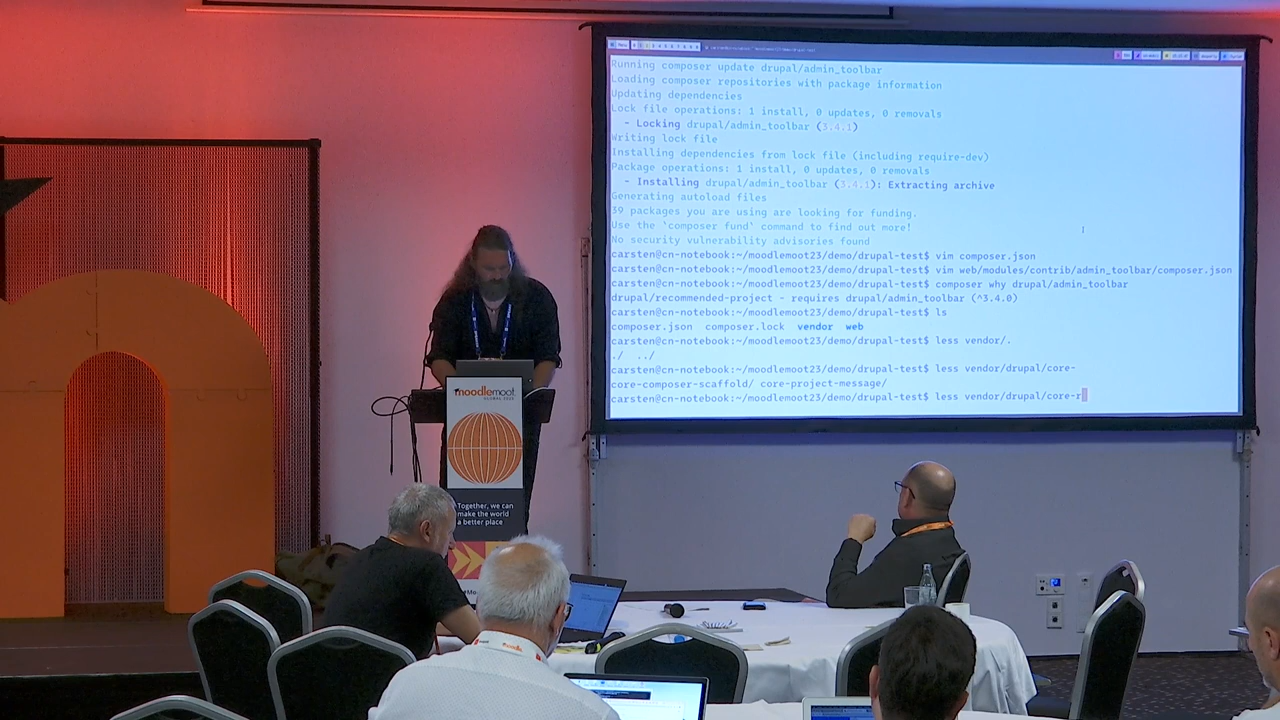 Menu
Running composer update drupal/admin_toolbar
Loading composer repositories with package information
Updating dependencies
Lock file operations: 1 install, 0 updates, 0 removals
- Locking drupal/admin_toolbar (3.4.1)
Writing lock file
Installing dependencies from lock file (including require-dev)
Package operations: 1 install, 0 updates, 0 removals
- Installing drupal/admin_toolbar (3.4.1): Extracting archive
Generating autoload files
39 packages you are using are looking for funding.
Use the `composer fund` command to find out more!
No security vulnerability advisories found
carsten@cn-notebook:~/moodlemoot23/demo/drupal-test$ vim composer.json
carsten@cn-notebook:~/moodlemoot23/demo/drupal-test$ vim web/modules/contrib/admin_toolbar/composer.json
carsten@cn-notebook:~/moodlemoot23/demo/drupal-test$ composer why drupal/admin_toolbar
drupal/recommended-project - requires drupal/admin_toolbar (^3.4.0)
carsten@cn-notebook:~/moodlemoot23/demo/drupal-test$ ls
composer.json composer.lock vendor web
carsten@cn-notebook:~/moodlemoot23/demo/drupal-test$ less vendor/.
./ ../
carsten@cn-notebook:~/moodlemoot23/demo/drupal-test$ less vendor/drupal/core-
core-composer-scaffold/ core-project-message/
carsten@cn-notebook:~/moodlemoot23/demo/drupal-test$ less vendor/drupal/core-r
moodlemoot
GLOBAL 2023
Together, we can
make the world
a better place